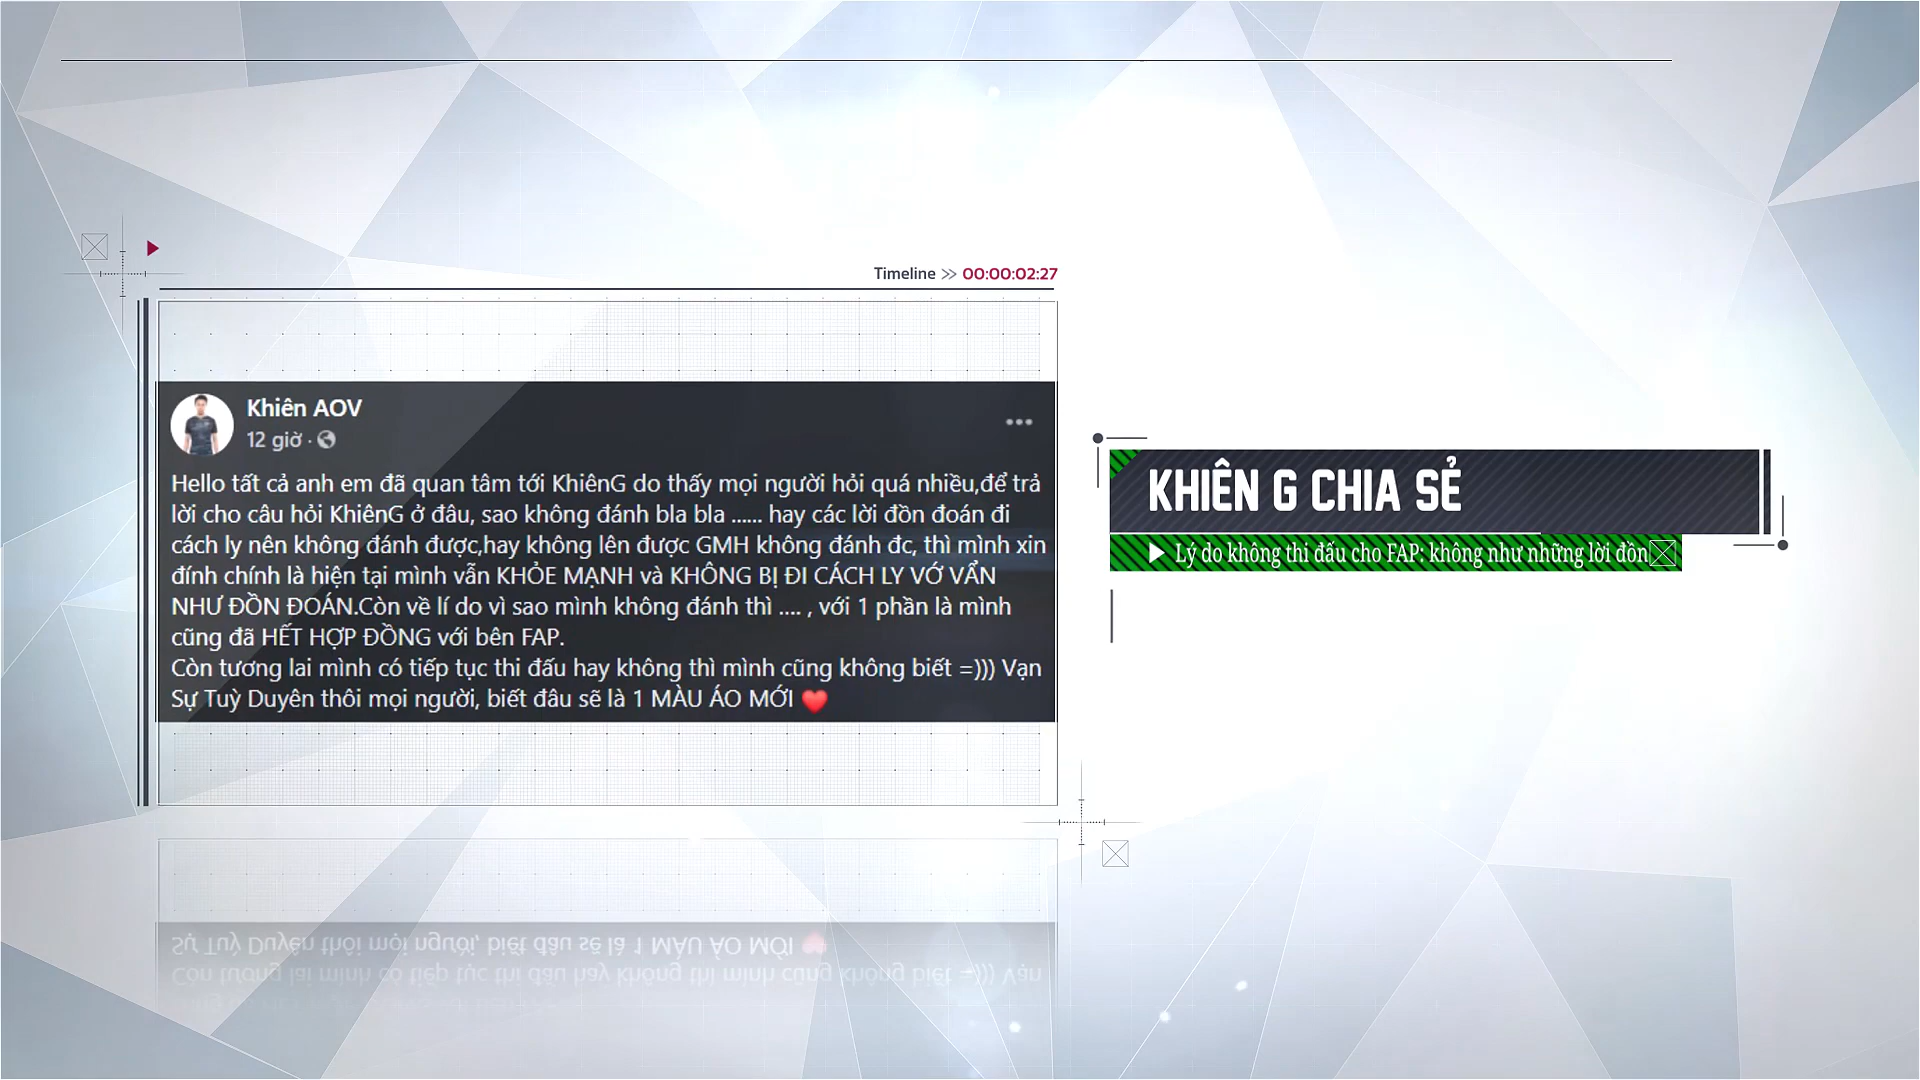 Timeline >> 00:00:02:27
Khiên AOV
12 giờ ·
Hello tất cả anh em đã quan tâm tới KhiênG do thấy mọi người hỏi quá nhiều,để trả
lời cho câu hỏi KhiênG ở đâu, sao không đánh bla bla ...... hay các lời đồn đoán đi
cách ly nên không đánh được,hay không lên được GMH không đánh đc, thì mình xin
đính chính là hiện tại mình vẫn KHỎE MẠNH và KHÔNG BỊ ĐI CÁCH LY VỚ VẨN
NHƯ ĐỒN ĐOÁN.Còn về lí do vì sao mình không đánh thì .... , với 1 phần là mình
cũng đã HẾT HỢP ĐỒNG với bên FAP.
Còn tương lai mình có tiếp tục thi đấu hay không thì mình cũng không biết =))) Vạn
Sự Tuỳ Duyên thôi mọi người, biết đâu sẽ là 1 MÀU ÁO MỚI ❤️
KHIÊN G CHIA SẺ
Lý do không thi đấu cho FAP: không như những lời đồn